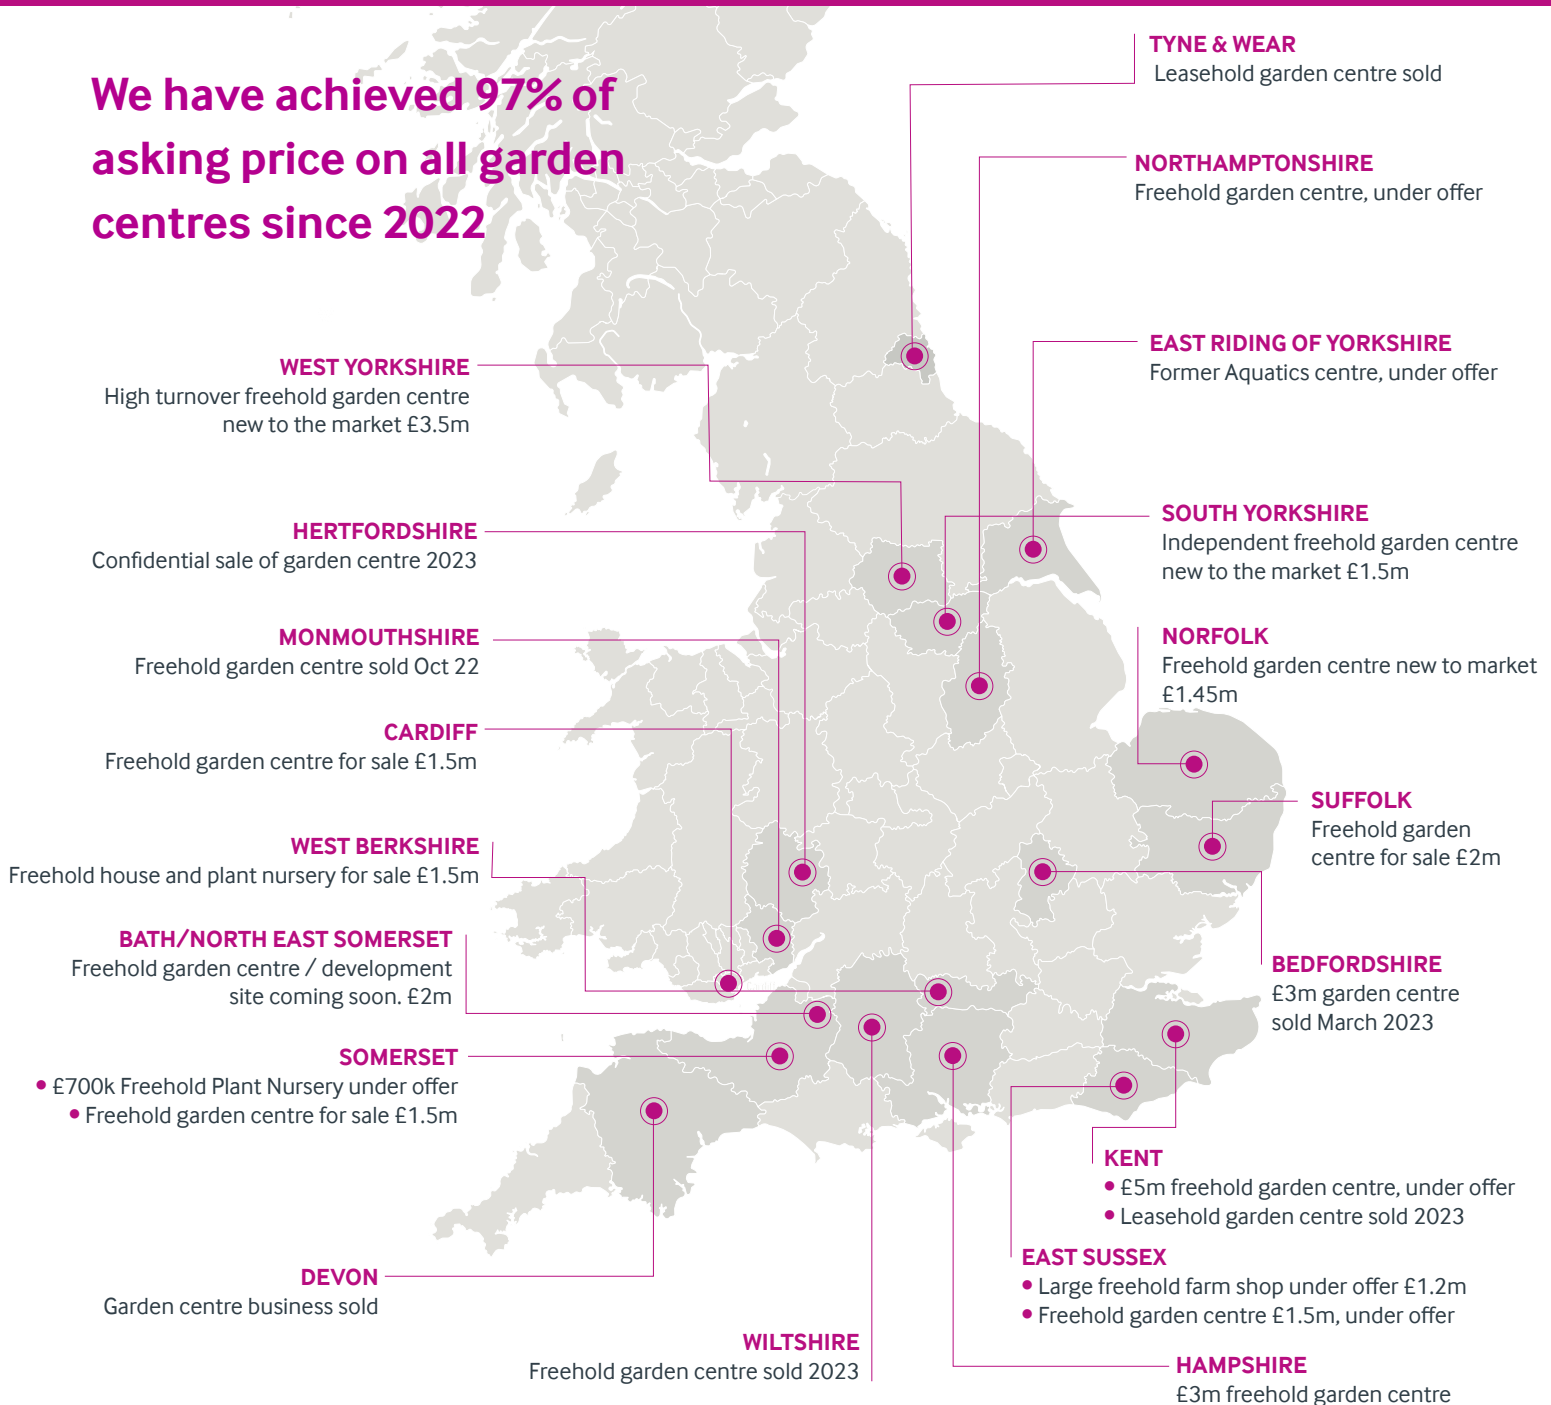 We have achieved 97% of
asking price on all garden
centres since 2022
TYNE & WEAR
Leasehold garden centre sold
NORTHAMPTONSHIRE
Freehold garden centre, under offer
EAST RIDING OF YORKSHIRE
Former Aquatics centre, under offer
WEST YORKSHIRE
High turnover freehold garden centre
new to the market £3.5m
SOUTH YORKSHIRE
Independent freehold garden centre
new to the market £1.5m
HERTFORDSHIRE
Confidential sale of garden centre 2023
MONMOUTHSHIRE
Freehold garden centre sold Oct 22
NORFOLK
Freehold garden centre new to market
£1.45m
CARDIFF
Freehold garden centre for sale £1.5m
SUFFOLK
Freehold garden
centre for sale £2m
WEST BERKSHIRE
Freehold house and plant nursery for sale £1.5m
BATH/NORTH EAST SOMERSET
Freehold garden centre / development
site coming soon. £2m
BEDFORDSHIRE
£3m garden centre
sold March 2023
SOMERSET
• £700k Freehold Plant Nursery under offer
• Freehold garden centre for sale £1.5m
KENT
• £5m freehold garden centre, under offer
• Leasehold garden centre sold 2023
EAST SUSSEX
• Large freehold farm shop under offer £1.2m
• Freehold garden centre £1.5m, under offer
DEVON
Garden centre business sold
WILTSHIRE
Freehold garden centre sold 2023
HAMPSHIRE
£3m freehold garden centre